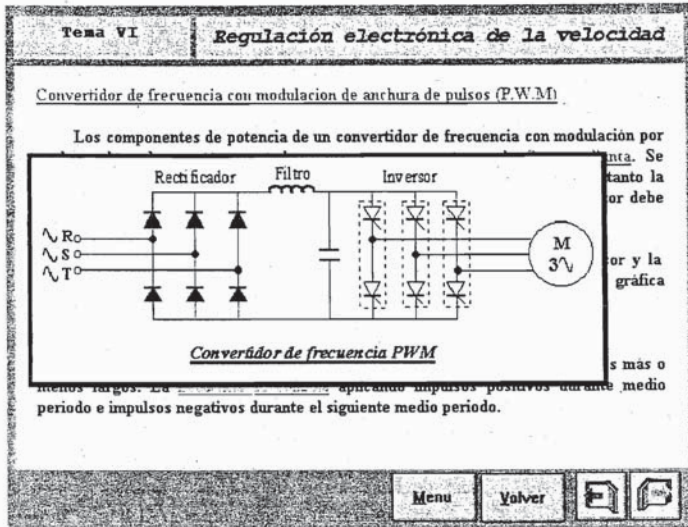 Tema VI
Regulación electrónica de la velocidad
Convertidor de frecuencia con modulacion de anchura de pulsos (P.W.M)
Los componentes de potencia de un convertidor de frecuencia con modulación por
nta. Se
tanto la
or debe
or y la
gráfica
Rectificador Filtro Inversor
R
S
T
M
3
Convertidor de frecuencia PWM
s más o
menos largos. La aplicando impulsos positivos durante medio
periodo e impulsos negativos durante el siguiente medio periodo.
Menu
Volver